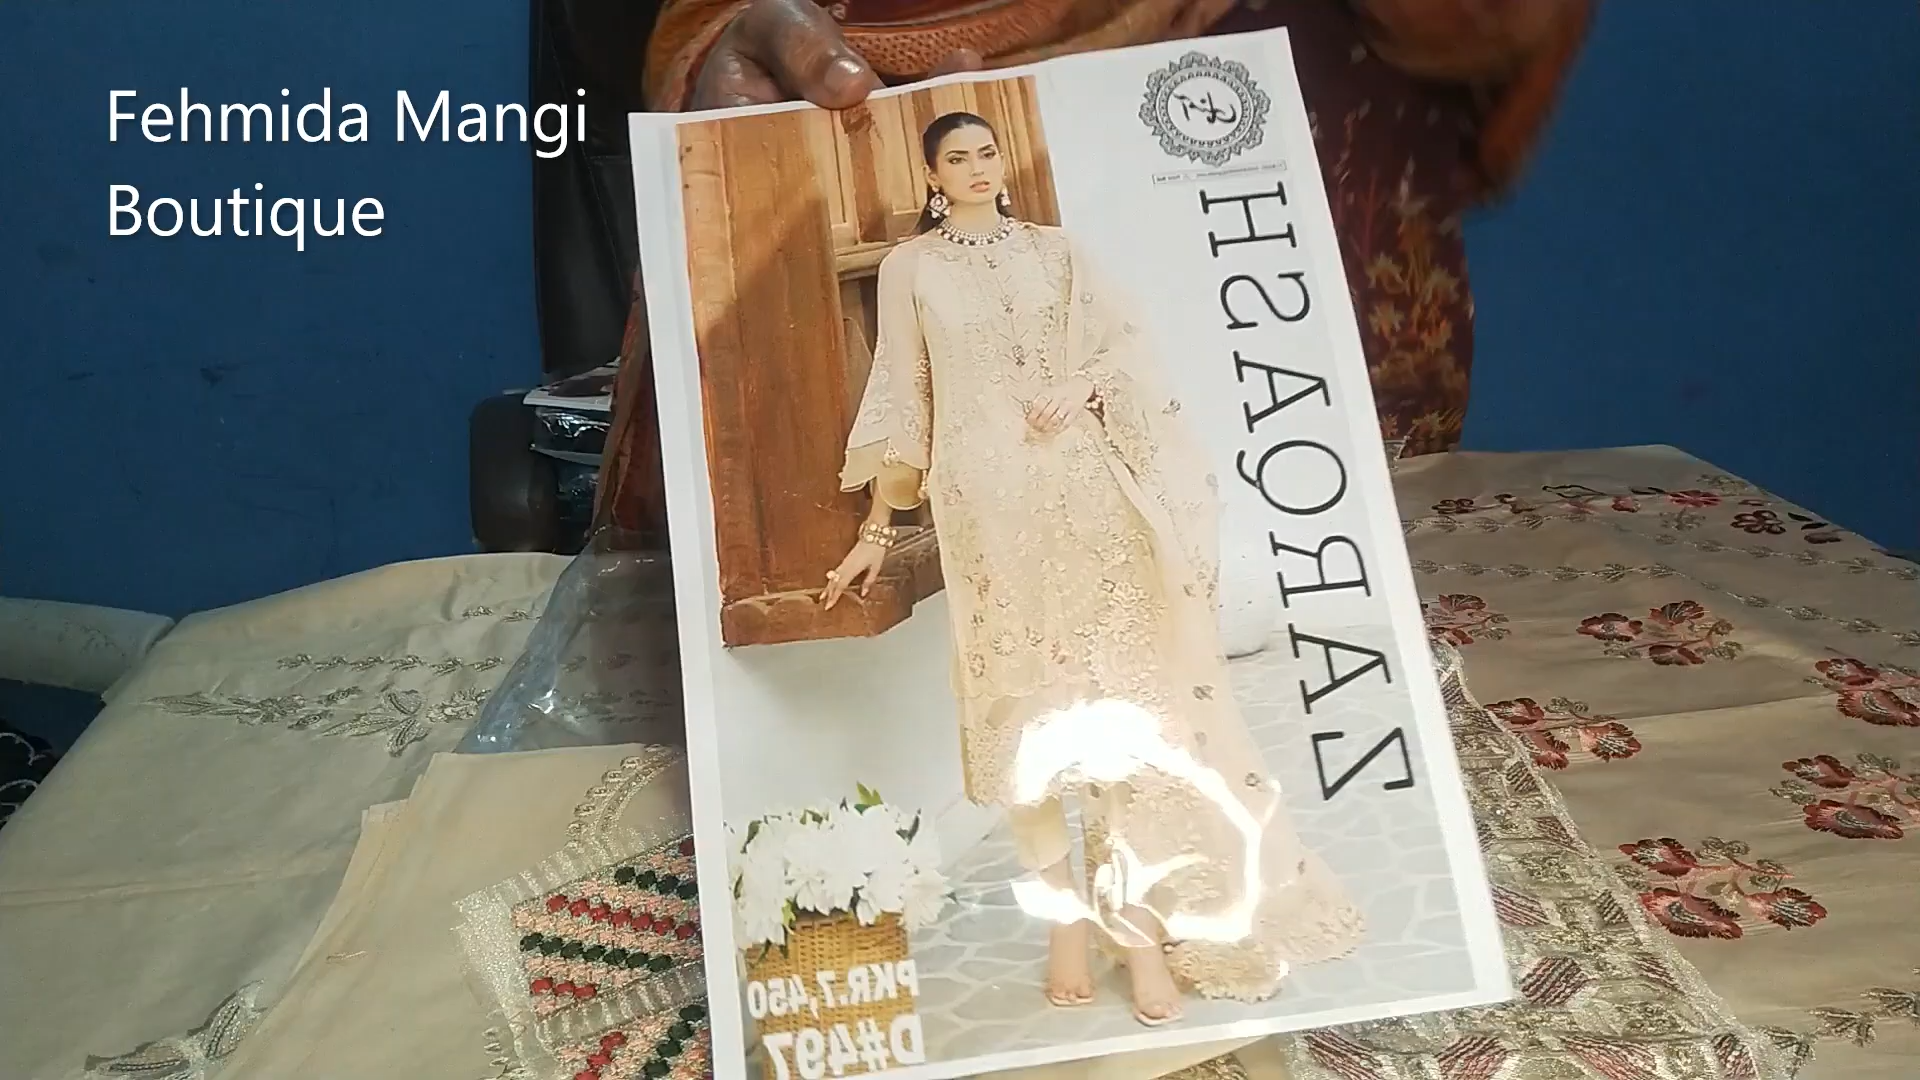 Fehmida Mangi
Boutique
ZARQASH
PKR.7,450
D#497